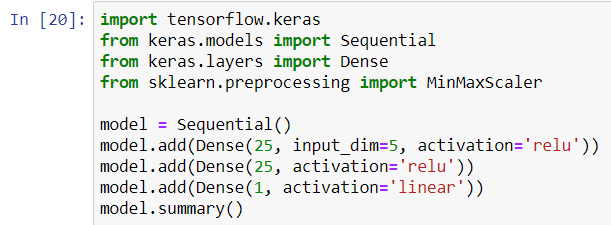 In [20]: import tensorflow.keras
from keras.models import Sequential
from keras.layers import Dense
from sklearn.preprocessing import MinMaxScaler

model = Sequential()
model.add(Dense(25, input_dim=5, activation='relu'))
model.add(Dense(25, activation='relu'))
model.add(Dense(1, activation='linear'))
model.summary()